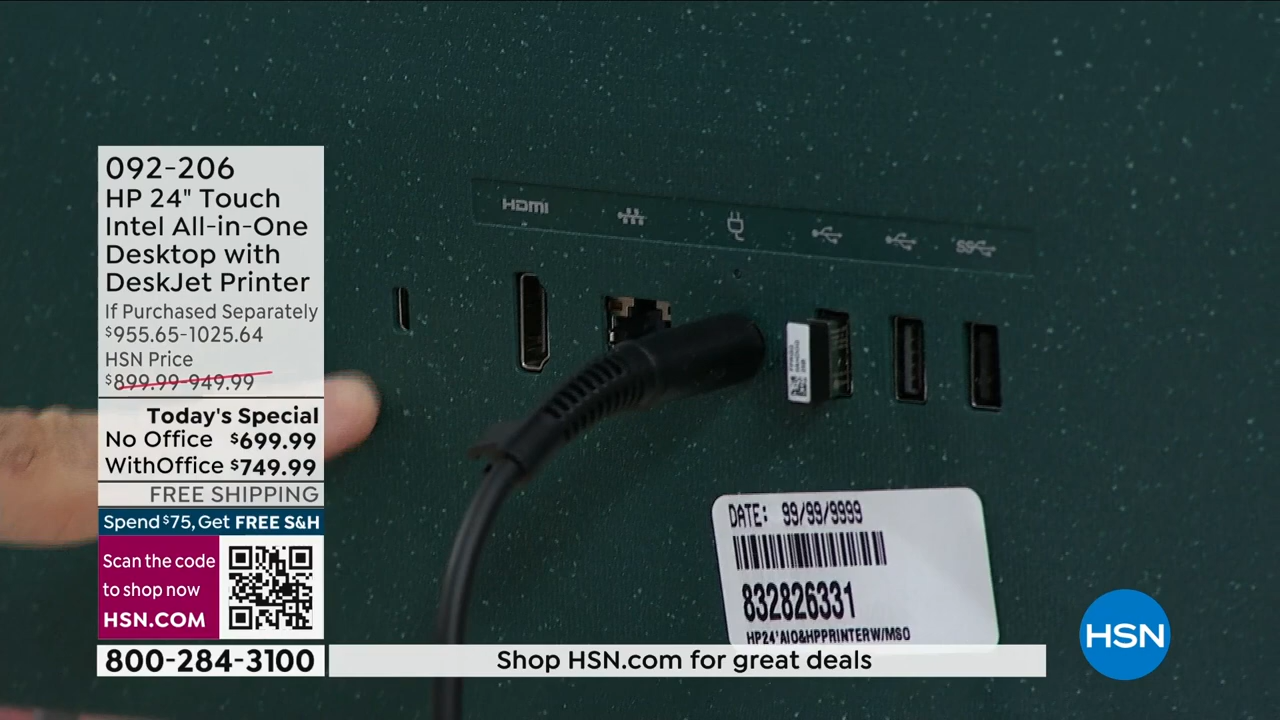 092-206
HP 24" Touch
Intel All-in-One
Desktop with
DeskJet Printer
If Purchased Separately
$955.65-1025.64
HSN Price
$899.99-949.99
Today's Special
No Office $699.99
WithOffice $749.99
FREE SHIPPING
Spend $75, Get FREE S&H
Scan the code
to shop now
HSN.COM
800-284-3100
HDMI
SS
DATE: 99/99/9999
832826331
HP24'AIO&HPPRINTERW/MSO
Shop HSN.com for great deals
HSN